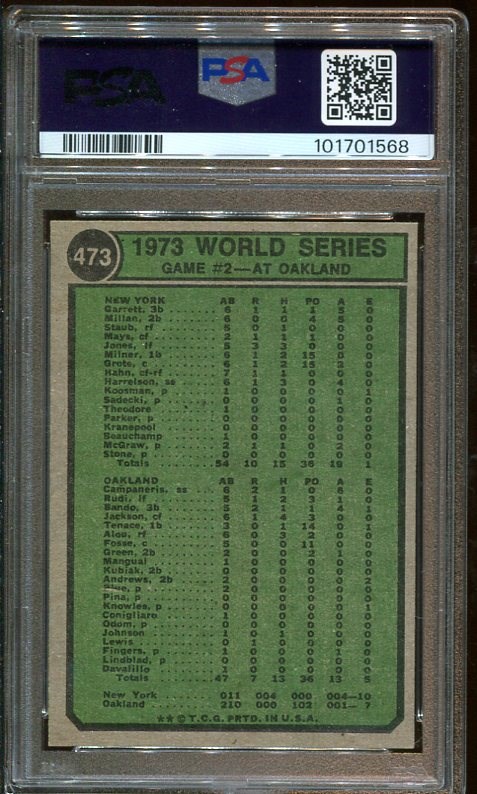 PSA
PSA
101701568
473
1973 WORLD SERIES
GAME #2—AT OAKLAND
NEW YORK AB R H PO A E
Garrett, 3b 6 1 1 1 5 0
Millan, 2b 6 0 0 4 5 0
Staub, rf 5 0 1 0 0 0
Mays, cf 2 1 1 1 0 0
Jones, lf 5 3 3 0 0 0
Milner, 1b 6 1 2 15 0 0
Grote, c 6 1 2 15 2 0
Hahn, cf-rf 7 1 1 0 0 0
Harrelson, ss 6 1 3 0 4 0
Koosman, p 1 0 0 0 0 1
Sadecki, p 0 0 0 0 1 0
Theodore 1 0 0 0 0 0
Parker, p 0 0 0 0 0 0
Kranepool 0 0 0 0 0 0
Beauchamp 1 0 0 0 0 0
McGraw, p 2 1 1 0 2 0
Stone, p 0 0 0 0 0 0
Totals 54 10 15 36 19 1
OAKLAND AB R H PO A E
Campaneris, ss 6 2 1 0 6 0
Rudi, lf 5 1 2 3 1 0
Bando, 3b 5 2 1 1 4 1
Jackson, cf 6 1 4 3 0 0
Tenace, 1b 3 0 1 14 0 1
Alou, rf 6 0 3 2 0 0
Fosse, c 5 0 0 11 0 0
Green, 2b 2 0 0 2 1 0
Mangual 1 0 0 0 0 0
Kubiak, 2b 0 0 0 0 0 0
Andrews, 2b 2 0 0 0 0 2
Blue, p 2 0 0 0 0 0
Pina, p 0 0 0 0 0 0
Knowles, p 0 0 0 0 0 1
Conigliaro 1 0 0 0 0 0
Odom, p 0 0 0 0 0 0
Johnson 1 0 1 0 0 0
Lewis 0 1 0 0 0 0
Fingers, p 1 0 0 0 1 0
Lindblad, p 0 0 0 0 0 0
Davalillo 1 0 0 0 0 0
Totals 47 7 13 36 13 5
New York 011 004 000 004—10
Oakland 210 000 102 001— 7
★★ © T.C.G. PRTD. IN U.S.A.